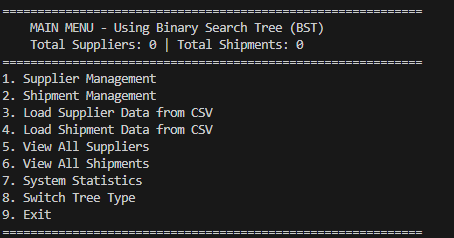 ============================================================
MAIN MENU - Using Binary Search Tree (BST)
Total Suppliers: 0 | Total Shipments: 0
============================================================
1. Supplier Management
2. Shipment Management
3. Load Supplier Data from CSV
4. Load Shipment Data from CSV
5. View All Suppliers
6. View All Shipments
7. System Statistics
8. Switch Tree Type
9. Exit
============================================================